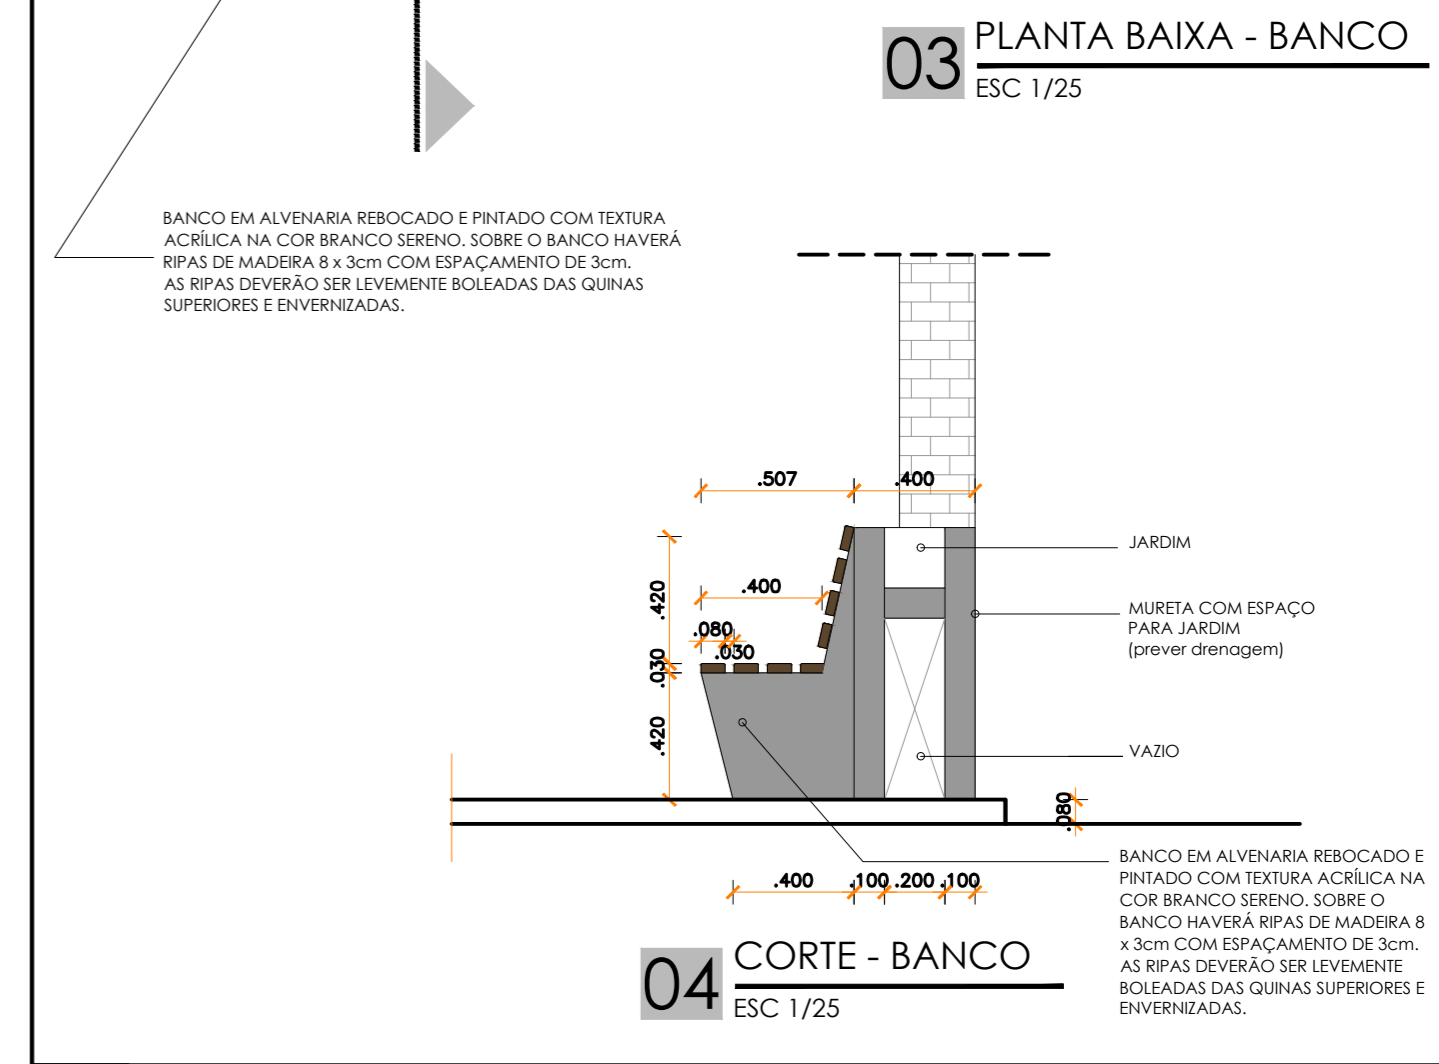 03 PLANTA BAIXA - BANCO
ESC 1/25
BANCO EM ALVENARIA REBOCADO E PINTADO COM TEXTURA
ACRÍLICA NA COR BRANCO SERENO. SOBRE O BANCO HAVERÁ
RIPAS DE MADEIRA 8 x 3cm COM ESPAÇAMENTO DE 3cm.
AS RIPAS DEVERÃO SER LEVEMENTE BOLEADAS DAS QUINAS
SUPERIORES E ENVERNIZADAS.
.507 .400
JARDIM
.420
.400
MURETA COM ESPAÇO
PARA JARDIM
(prever drenagem)
.080
.030
.030
.420
VAZIO
.080
BANCO EM ALVENARIA REBOCADO E
PINTADO COM TEXTURA ACRÍLICA NA
COR BRANCO SERENO. SOBRE O
BANCO HAVERÁ RIPAS DE MADEIRA 8
x 3cm COM ESPAÇAMENTO DE 3cm.
AS RIPAS DEVERÃO SER LEVEMENTE
BOLEADAS DAS QUINAS SUPERIORES E
ENVERNIZADAS.
.400 .100 .200 .100
04 CORTE - BANCO
ESC 1/25